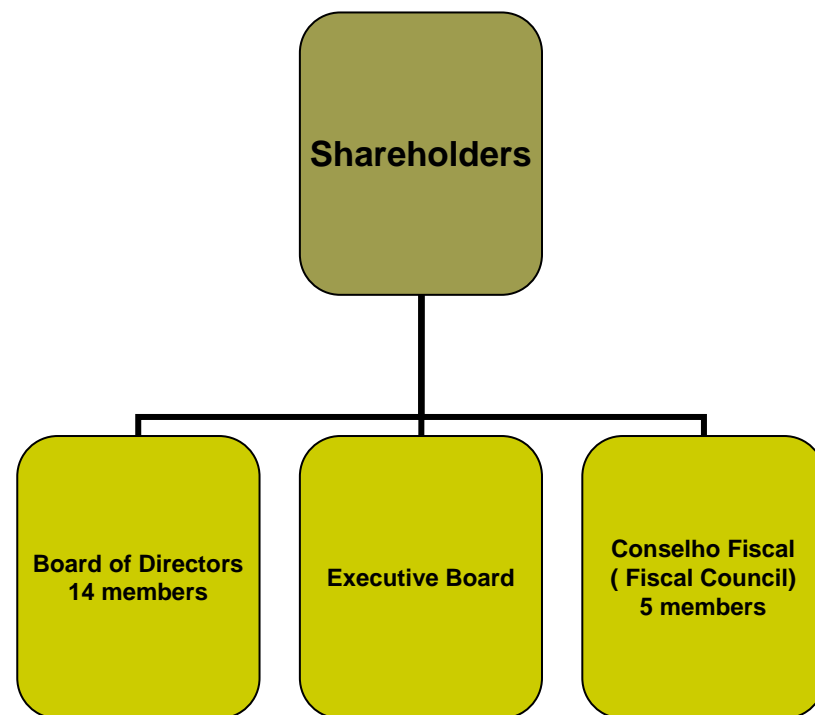 Shareholders
Board of Directors
14 members
Executive Board
Conselho Fiscal
( Fiscal Council)
5 members